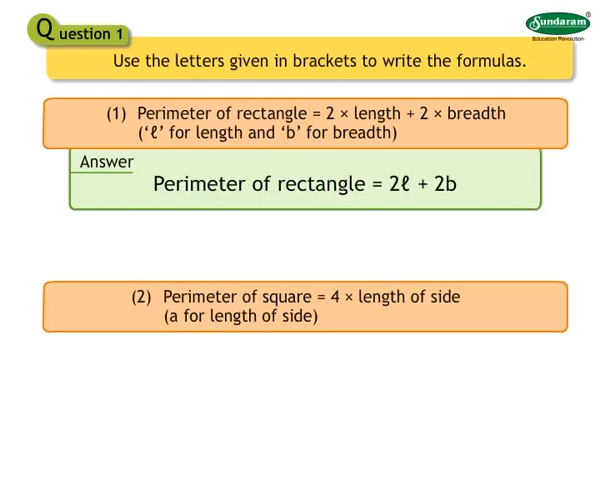 Question 1
Sundaram®
Education Revolution
Use the letters given in brackets to write the formulas.
(1) Perimeter of rectangle = 2 × length + 2 × breadth
(‘ℓ’ for length and ‘b’ for breadth)
Answer
Perimeter of rectangle = 2ℓ + 2b
(2) Perimeter of square = 4 × length of side
(a for length of side)